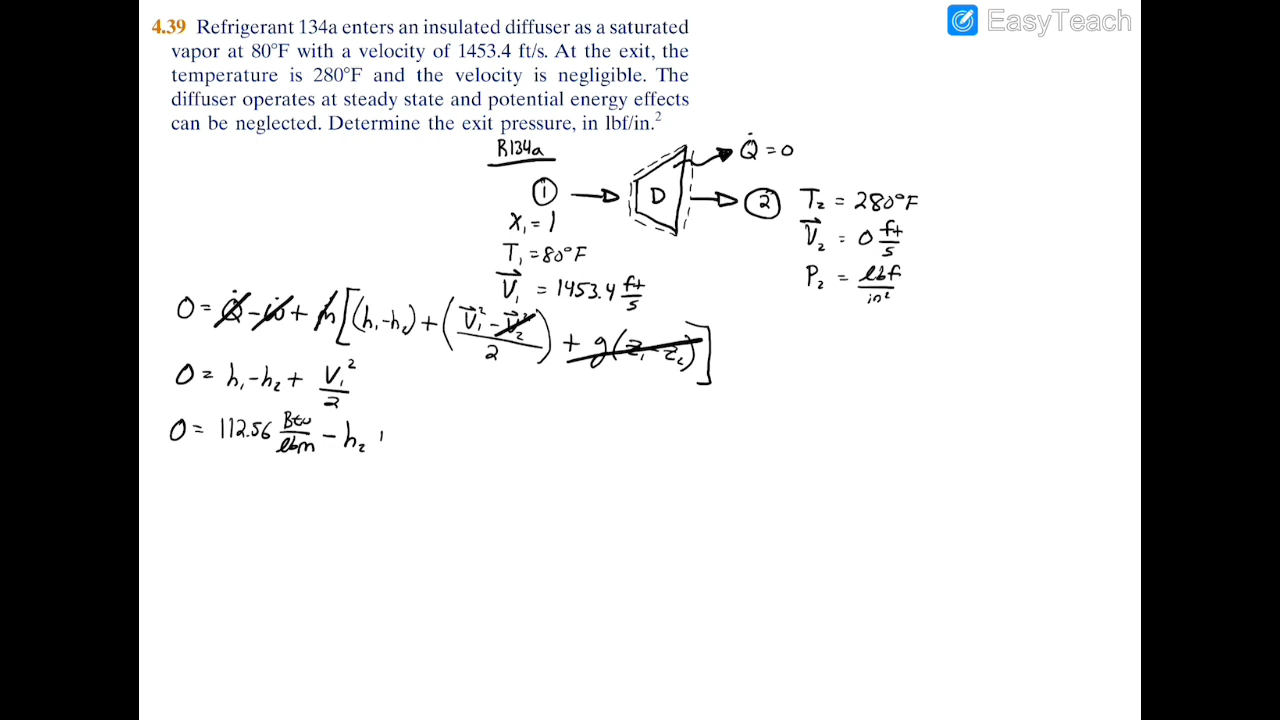 EasyTeach
4.39 Refrigerant 134a enters an insulated diffuser as a saturated
vapor at 80°F with a velocity of 1453.4 ft/s. At the exit, the
temperature is 280°F and the velocity is negligible. The
diffuser operates at steady state and potential energy effects
can be neglected. Determine the exit pressure, in lbf/in.²
R134a
Q̇ = 0
1 → D → 2
x₁ = 1
T₁ = 80°F
V⃗₁ = 1453.4 ft/s
T₂ = 280°F
V⃗₂ = 0 ft/s
P₂ = lbf/in²
0 = Q̇ - ẇ + ṁ[(h₁-h₂) + (V⃗₁² - V⃗₂²/2) + g(z₁-z₂)]
0 = h₁-h₂ + V₁²/2
0 = 112.56 Btu/lbm - h₂